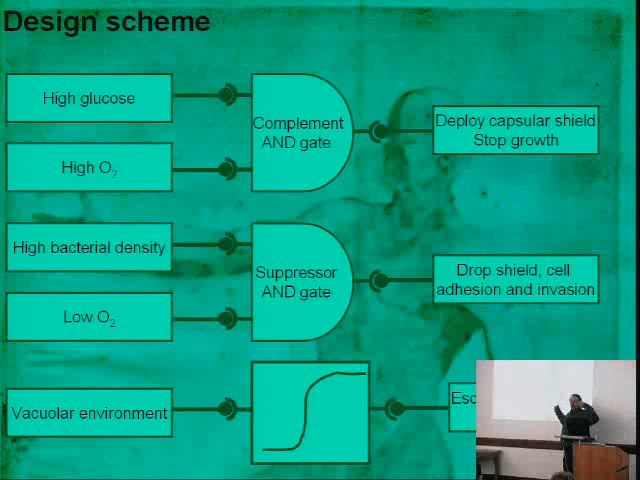 Design scheme
High glucose
Complement
AND gate
Deploy capsular shield
Stop growth
High O₂
High bacterial density
Suppressor
AND gate
Drop shield, cell
adhesion and invasion
Low O₂
Vacuolar environment